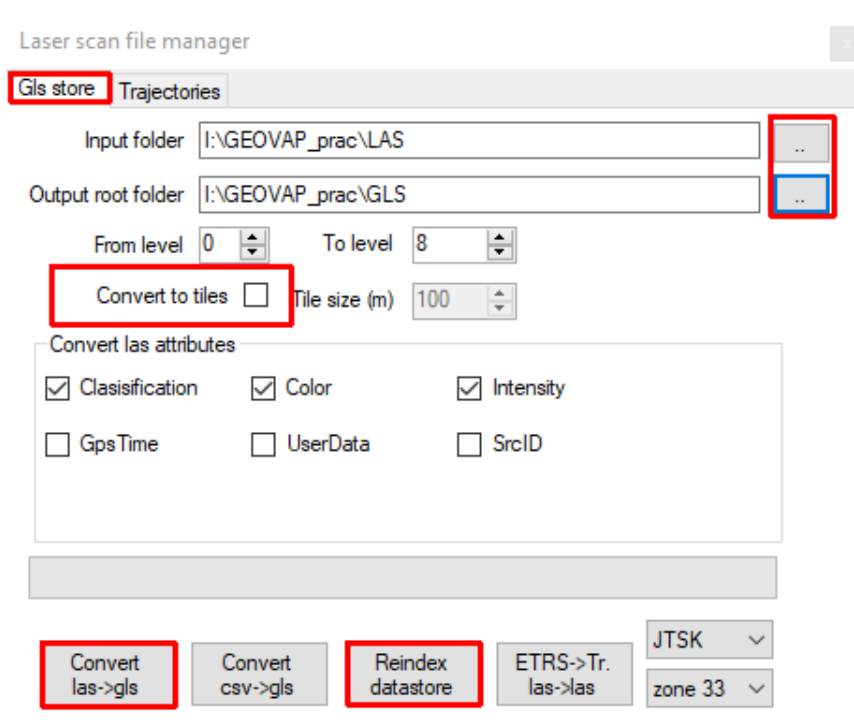 Laser scan file manager
x
Gls store Trajectories
Input folder I:\GEOVAP_prac\LAS ..
Output root folder I:\GEOVAP_prac\GLS ..
From level 0 To level 8
Convert to tiles Tile size (m) 100
Convert las attributes
Clasisification Color Intensity
GpsTime UserData SrcID
Convert las->gls
Convert csv->gls
Reindex datastore
ETRS->Tr. las->las
JTSK
zone 33